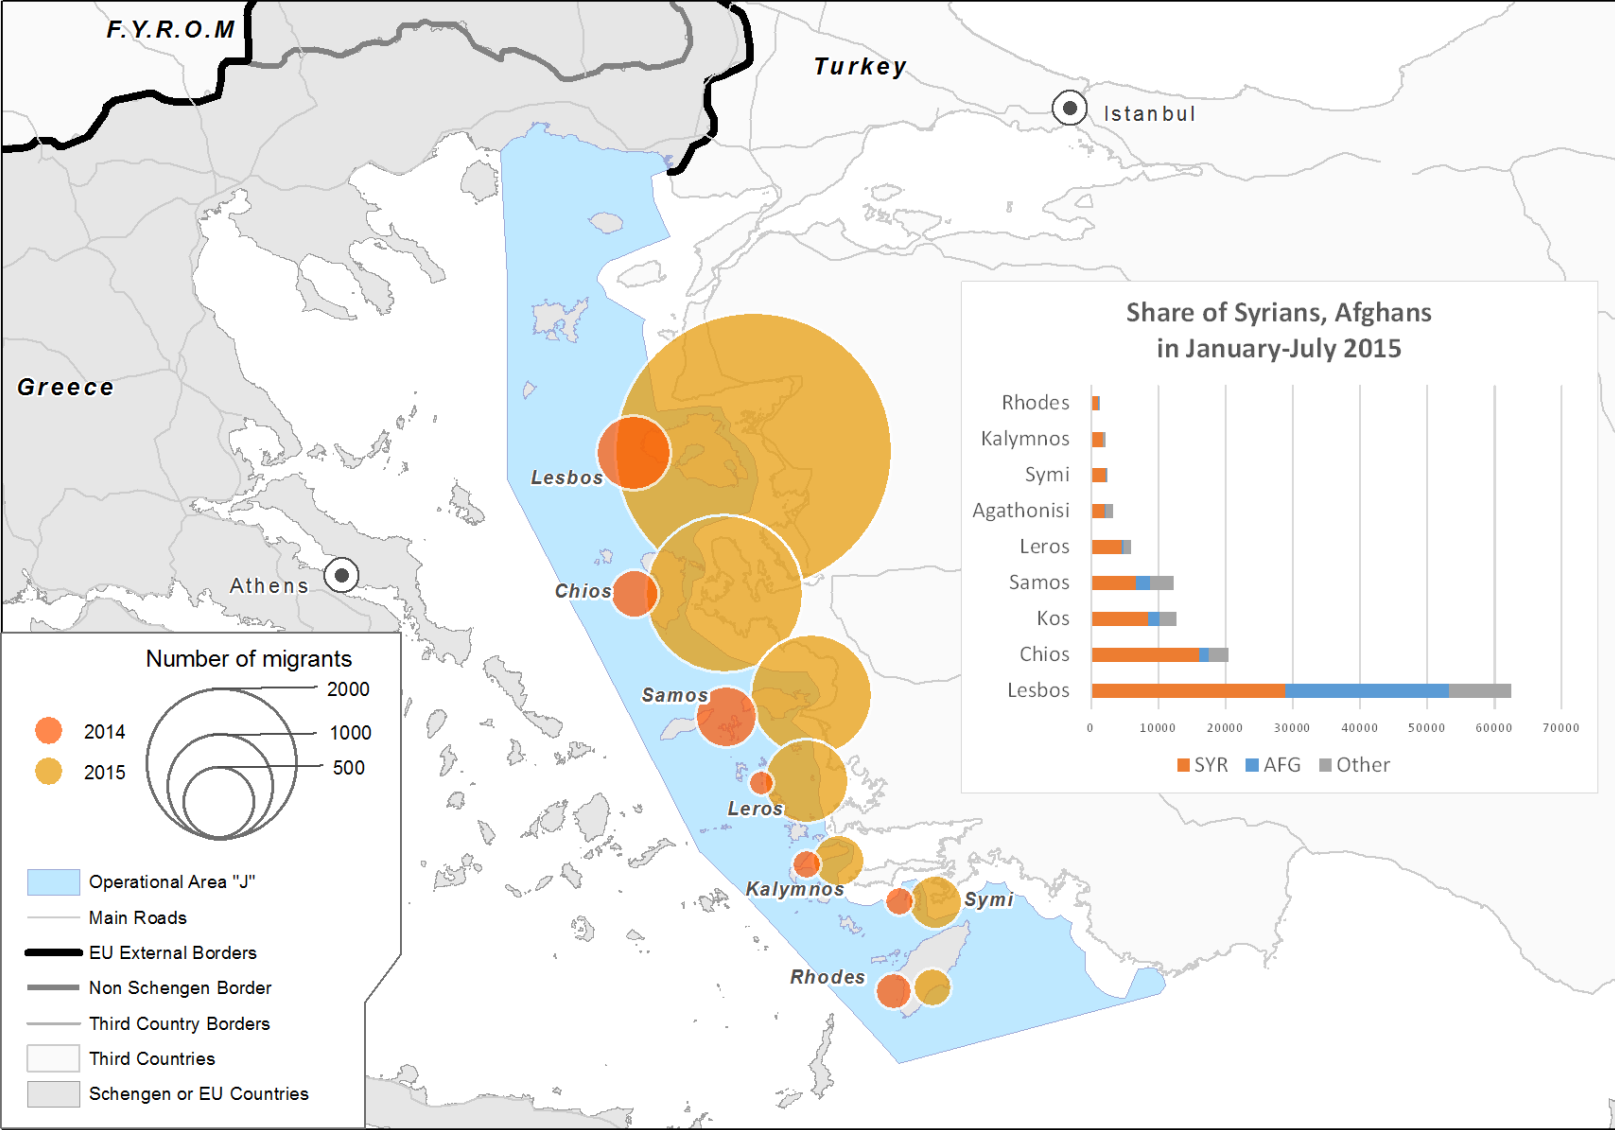 F.Y.R.O.M
Turkey
Istanbul
Greece
Athens
Lesbos
Chios
Samos
Leros
Kalymnos
Symi
Rhodes
Share of Syrians, Afghans
in January-July 2015
Rhodes
Kalymnos
Symi
Agathonisi
Leros
Samos
Kos
Chios
Lesbos
0 10000 20000 30000 40000 50000 60000 70000
SYR AFG Other
Number of migrants
2000
1000
500
2014
2015
Operational Area "J"
Main Roads
EU External Borders
Non Schengen Border
Third Country Borders
Third Countries
Schengen or EU Countries